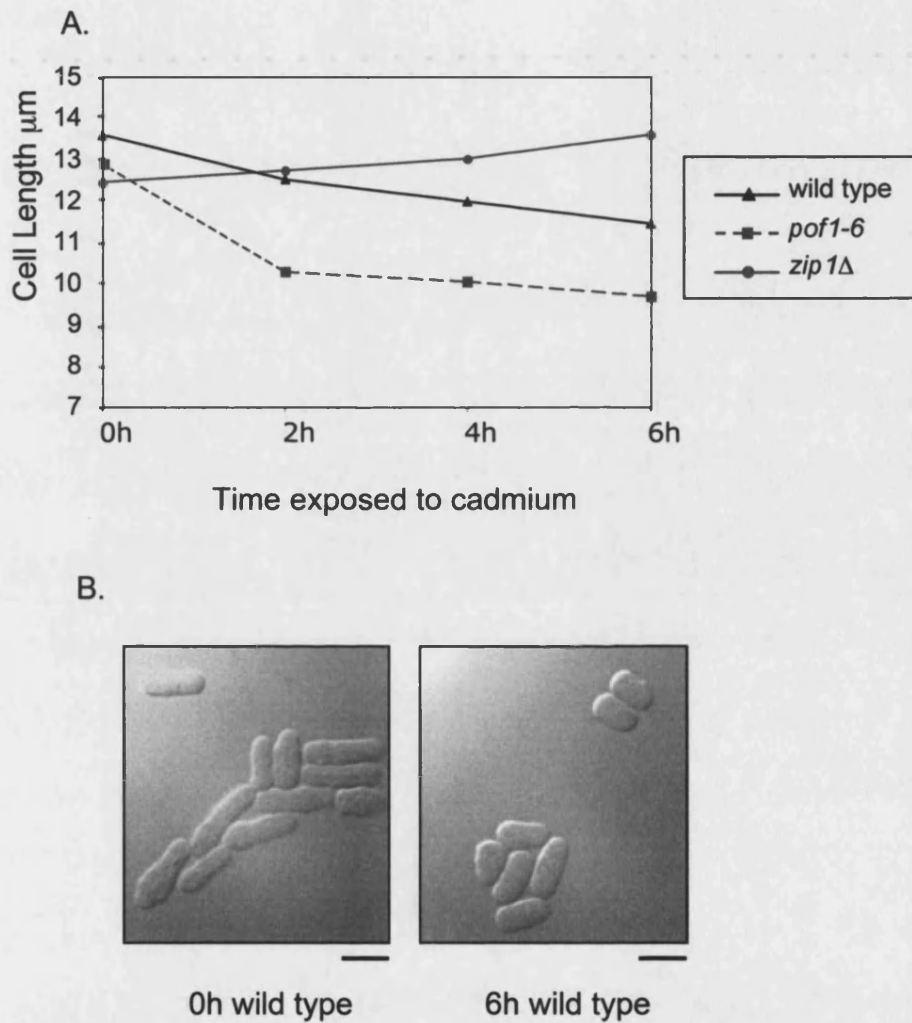 A.
Cell Length μm
15
14
13
12
11
10
9
8
7
0h 2h 4h 6h
Time exposed to cadmium
wild type
pof1-6
zip1Δ
B.
0h wild type 6h wild type